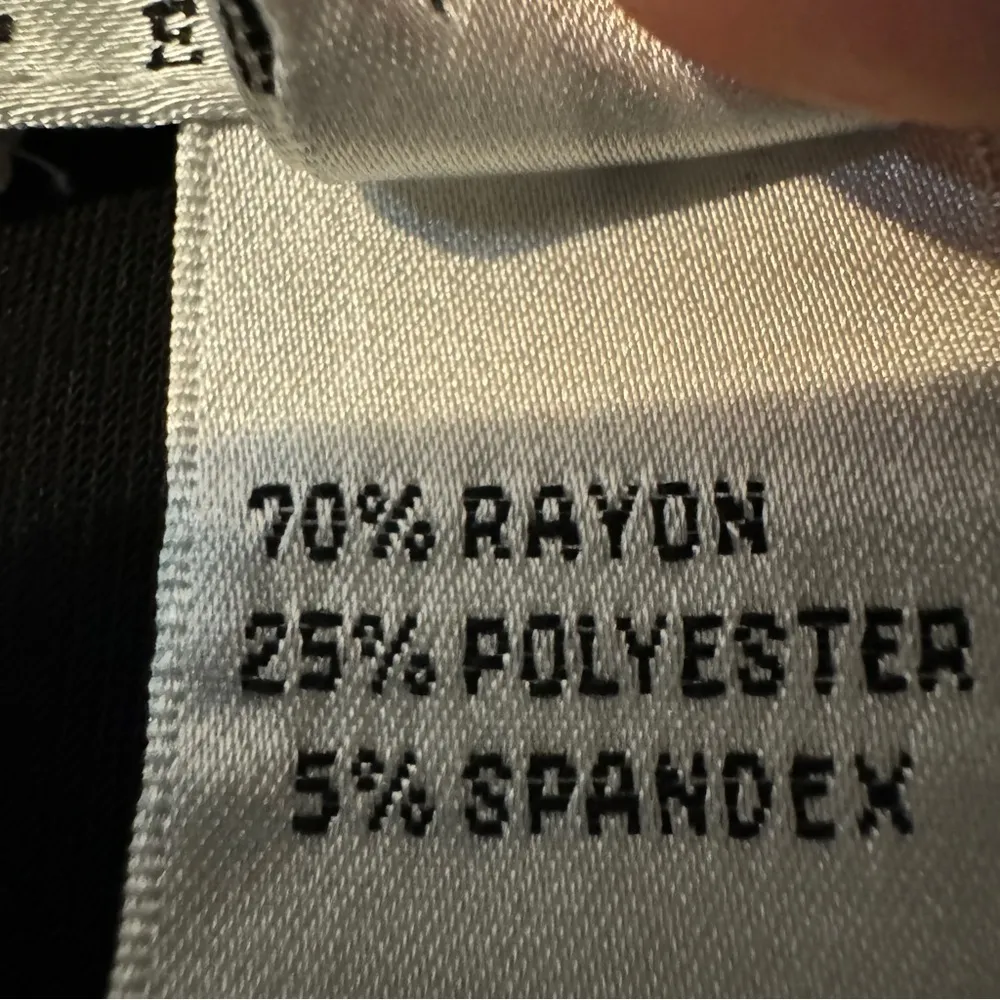 70% RAYON
25% POLYESTER
5% SPANDEX